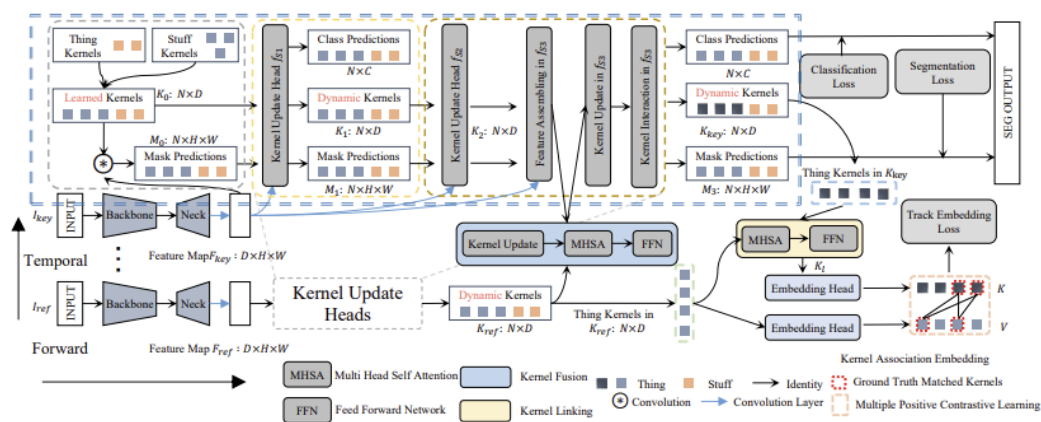 Thing
Kernels
Stuff
Kernels
Learned Kernels
K0: N×D
M0: N×H×W
Mask Predictions
Kernel Update Head fS1
Class Predictions
N×C
Dynamic Kernels
K1: N×D
Mask Predictions
M1: N×H×W
Kernel Update Head fS2
K2: N×D
Feature Assembling in fS3
Kernel Update in fS3
Kernel Interaction in fS3
Class Predictions
N×C
Dynamic Kernels
Kkey: N×D
Mask Predictions
M3: N×H×W
Classification
Loss
Segmentation
Loss
SEG OUTPUT
Thing Kernels in Kkey
Ikey
INPUT
Backbone
Neck
Feature MapFkey: D×H×W
Temporal
Iref
INPUT
Backbone
Neck
Feature Map Fref: D×H×W
Forward
Kernel Update
Heads
Kernel Update
MHSA
FFN
Dynamic Kernels
Kref: N×D
Thing Kernels in
Kref: N×D
MHSA
FFN
Kl
Embedding Head
Embedding Head
Track Embedding
Loss
K
V
Kernel Association Embedding
MHSA
Multi Head Self Attention
Kernel Fusion
Thing
Stuff
Identity
Ground Truth Matched Kernels
FFN
Feed Forward Network
Kernel Linking
Convolution
Convolution Layer
Multiple Positive Contrastive Learning